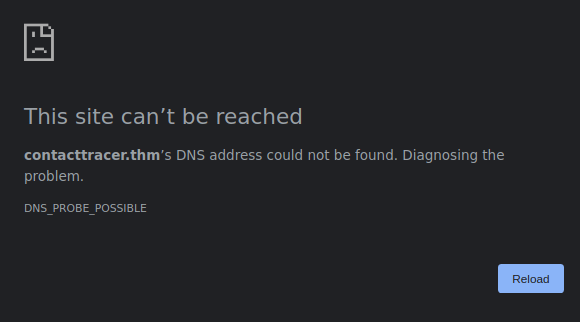 This site can’t be reached
contacttracer.thm’s DNS address could not be found. Diagnosing the
problem.
DNS_PROBE_POSSIBLE
Reload